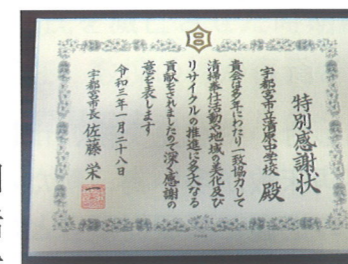 特別感謝状
宇都宮市立清原中学校 殿
貴会は多年にわたり一致協力して
清掃奉仕活動や地域の美化及び
リサイクルの推進に多大なる
貢献をされましたので深く感謝の
意を表します
令和三年一月二十八日
宇都宮市長 佐藤栄一